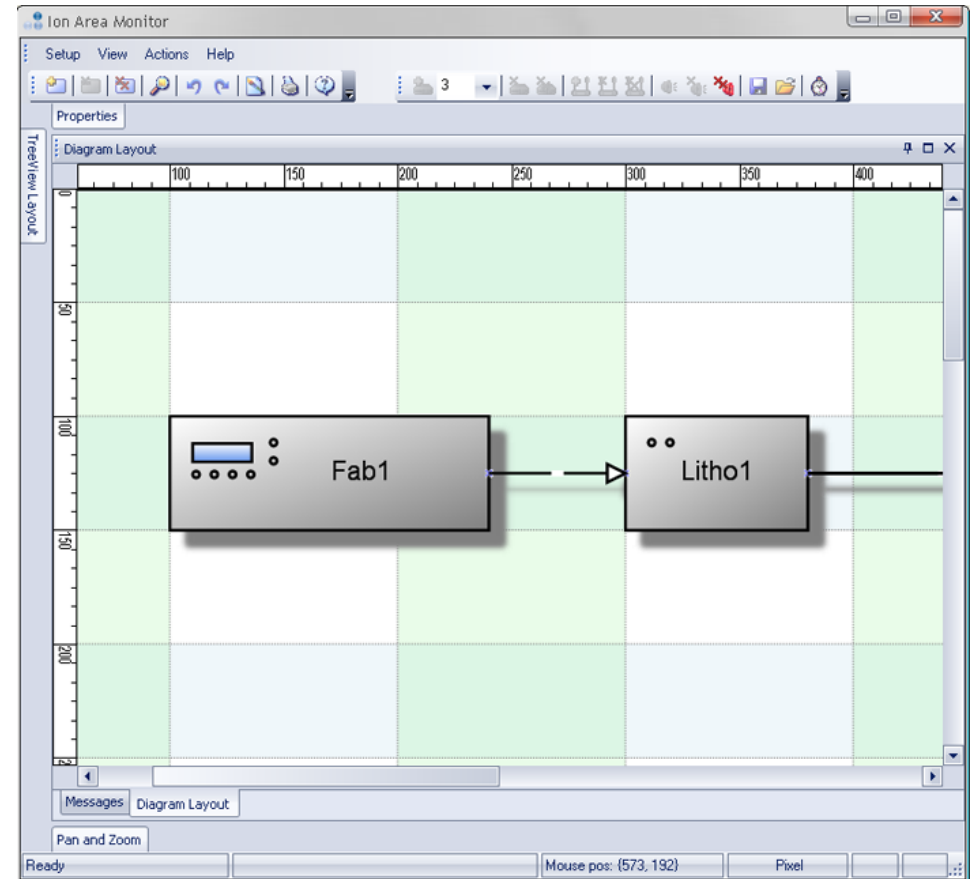 Ion Area Monitor
Setup View Actions Help
3
Properties
TreeView Layout
Diagram Layout
100 150 200 250 300 350 400
0
50
100
150
200
Fab1
Litho1
Messages Diagram Layout
Pan and Zoom
Ready Mouse pos: {573, 192} Pixel